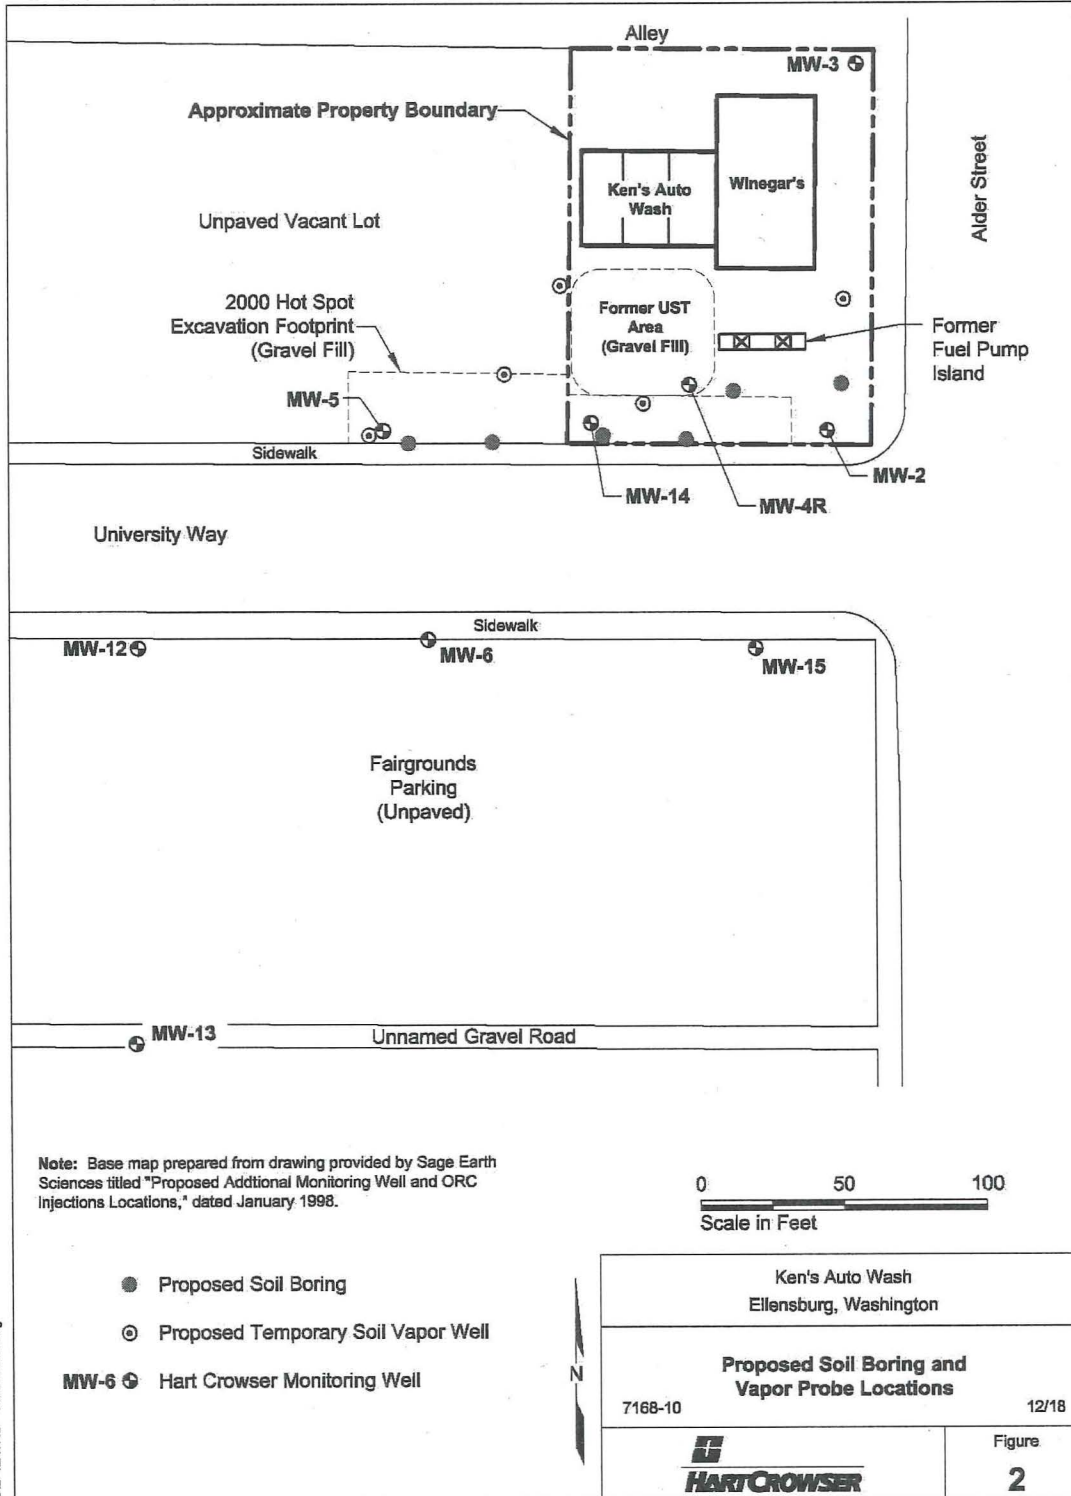 Alley
MW-3
Approximate Property Boundary
Ken's Auto
Wash
Winegar's
Alder Street
Unpaved Vacant Lot
2000 Hot Spot
Excavation Footprint
(Gravel Fill)
Former UST
Area
(Gravel Fill)
Former
Fuel Pump
Island
MW-5
Sidewalk
MW-2
MW-14
MW-4R
University Way
Sidewalk
MW-12
MW-6
MW-15
Fairgrounds
Parking
(Unpaved)
MW-13
Unnamed Gravel Road
Note: Base map prepared from drawing provided by Sage Earth
Sciences titled "Proposed Addtional Monitoring Well and ORC
Injections Locations," dated January 1998.
0 50 100
Scale in Feet
Proposed Soil Boring
Proposed Temporary Soil Vapor Well
MW-6 Hart Crowser Monitoring Well
N
Ken's Auto Wash
Ellensburg, Washington
Proposed Soil Boring and
Vapor Probe Locations
7168-10 12/18
HARTCROWSER
Figure
2